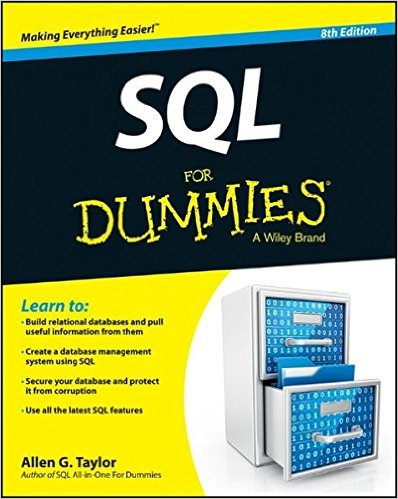 Making Everything Easier!™
8th Edition
SQL
FOR
DUMMIES®
A Wiley Brand
Learn to:
• Build relational databases and pull
useful information from them
• Create a database management
system using SQL
• Secure your database and protect
it from corruption
• Use all the latest SQL features
Allen G. Taylor
Author of SQL All-in-One For Dummies